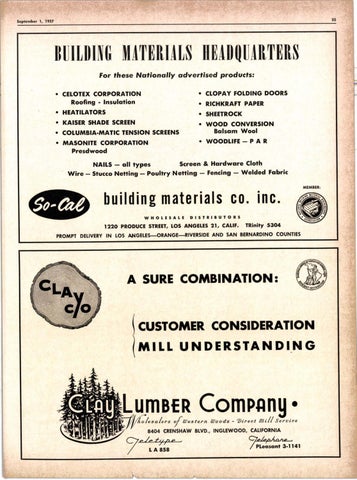 September 1, 1957
BUILDING MATERIALS HEADQUARTERS
For these Nationally advertised products:
• CELOTEX CORPORATION
Roofing - Insulation
• HEATILATORS
• KAISER SHADE SCREEN
• COLUMBIA-MATIC TENSION SCREENS
• MASONITE CORPORATION
Presdwood
• CLOPAY FOLDING DOORS
• RICHKRAFT PAPER
• SHEETROCK
• WOOD CONVERSION
Balsam Wool
• WOODLIFE — P A R
NAILS — all types Screen & Hardware Cloth
Wire — Stucco Netting — Poultry Netting — Fencing — Welded Fabric
MEMBER:
So-Cal building materials co. inc.
WHOLESALE DISTRIBUTORS
1220 PRODUCE STREET, LOS ANGELES 21, CALIF. TRinity 5304
PROMPT DELIVERY IN LOS ANGELES—ORANGE—RIVERSIDE AND SAN BERNARDINO COUNTIES
CLAY
c/o
A SURE COMBINATION:
CUSTOMER CONSIDERATION
MILL UNDERSTANDING
CLAY LUMBER COMPANY •
Wholesalers of Western Woods - Direct Mill Service
8404 CRENSHAW BLVD., INGLEWOOD, CALIFORNIA
Teletype
LA 858
Telephone
PLeasant 3-1141